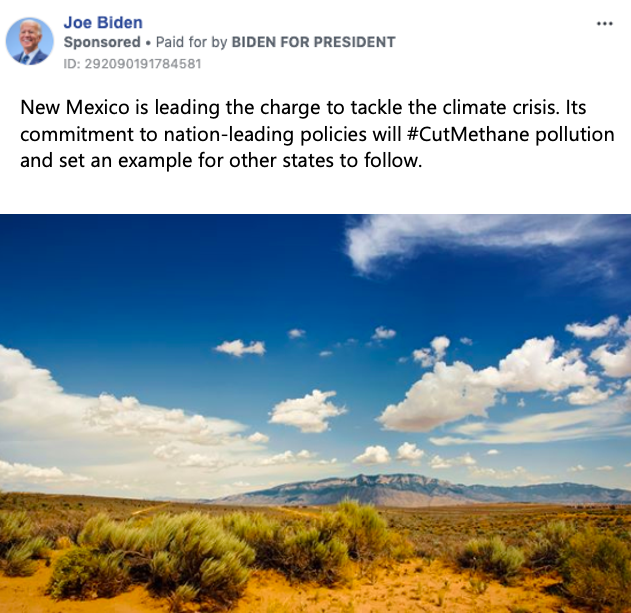 Joe Biden
Sponsored • Paid for by BIDEN FOR PRESIDENT
ID: 292090191784581
New Mexico is leading the charge to tackle the climate crisis. Its
commitment to nation-leading policies will #CutMethane pollution
and set an example for other states to follow.